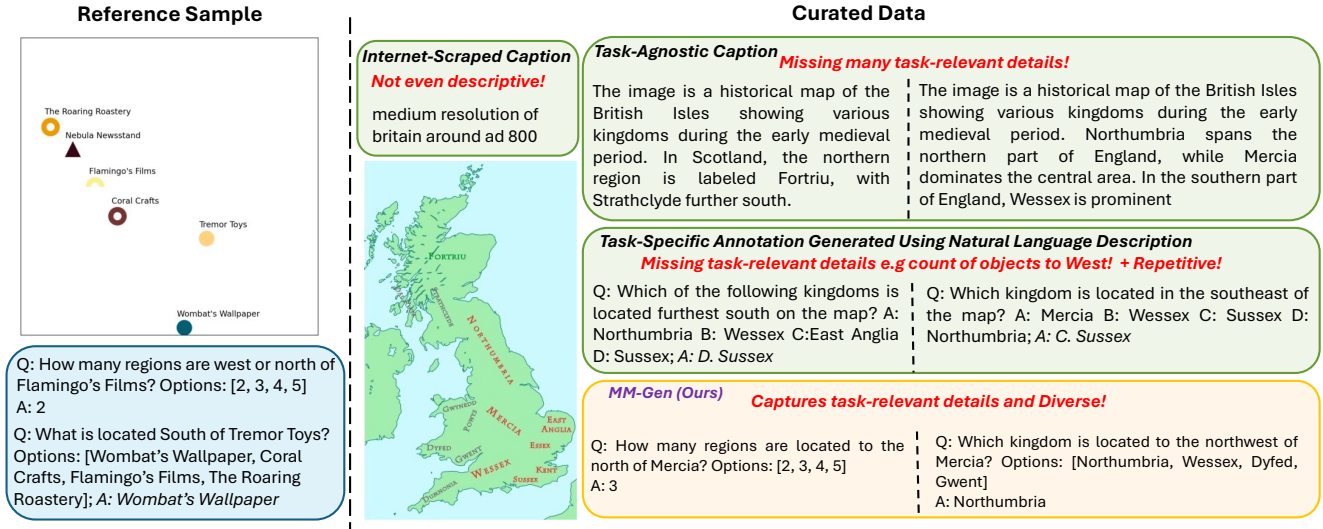 Reference Sample
Curated Data
The Roaring Roastery
Nebula Newsstand
Flamingo's Films
Coral Crafts
Tremor Toys
Wombat's Wallpaper
Q: How many regions are west or north of
Flamingo's Films? Options: [2, 3, 4, 5]
A: 2
Q: What is located South of Tremor Toys?
Options: [Wombat's Wallpaper, Coral
Crafts, Flamingo's Films, The Roaring
Roastery]; A: Wombat's Wallpaper
Internet-Scraped Caption
Not even descriptive!
medium resolution of
britain around ad 800
FORTRIU
STRATHCLYDE
NORTHUMBRIA
GWYNEDD
POWYS
MERCIA
EAST
ANGLIA
DYFED
GWENT
ESSEX
WESSEX
KENT
SUSSEX
DUMNONIA
Task-Agnostic Caption
Missing many task-relevant details!
The image is a historical map of the
British Isles showing various
kingdoms during the early medieval
period. In Scotland, the northern
region is labeled Fortriu, with
Strathclyde further south.
The image is a historical map of the British Isles
showing various kingdoms during the early
medieval period. Northumbria spans the
northern part of England, while Mercia
dominates the central area. In the southern part
of England, Wessex is prominent
Task-Specific Annotation Generated Using Natural Language Description
Missing task-relevant details e.g count of objects to West! + Repetitive!
Q: Which of the following kingdoms is
located furthest south on the map? A:
Northumbria B: Wessex C:East Anglia
D: Sussex; A: D. Sussex
Q: Which kingdom is located in the southeast of
the map? A: Mercia B: Wessex C: Sussex D:
Northumbria; A: C. Sussex
MM-Gen (Ours)
Captures task-relevant details and Diverse!
Q: How many regions are located to the
north of Mercia? Options: [2, 3, 4, 5]
A: 3
Q: Which kingdom is located to the northwest of
Mercia? Options: [Northumbria, Wessex, Dyfed,
Gwent]
A: Northumbria